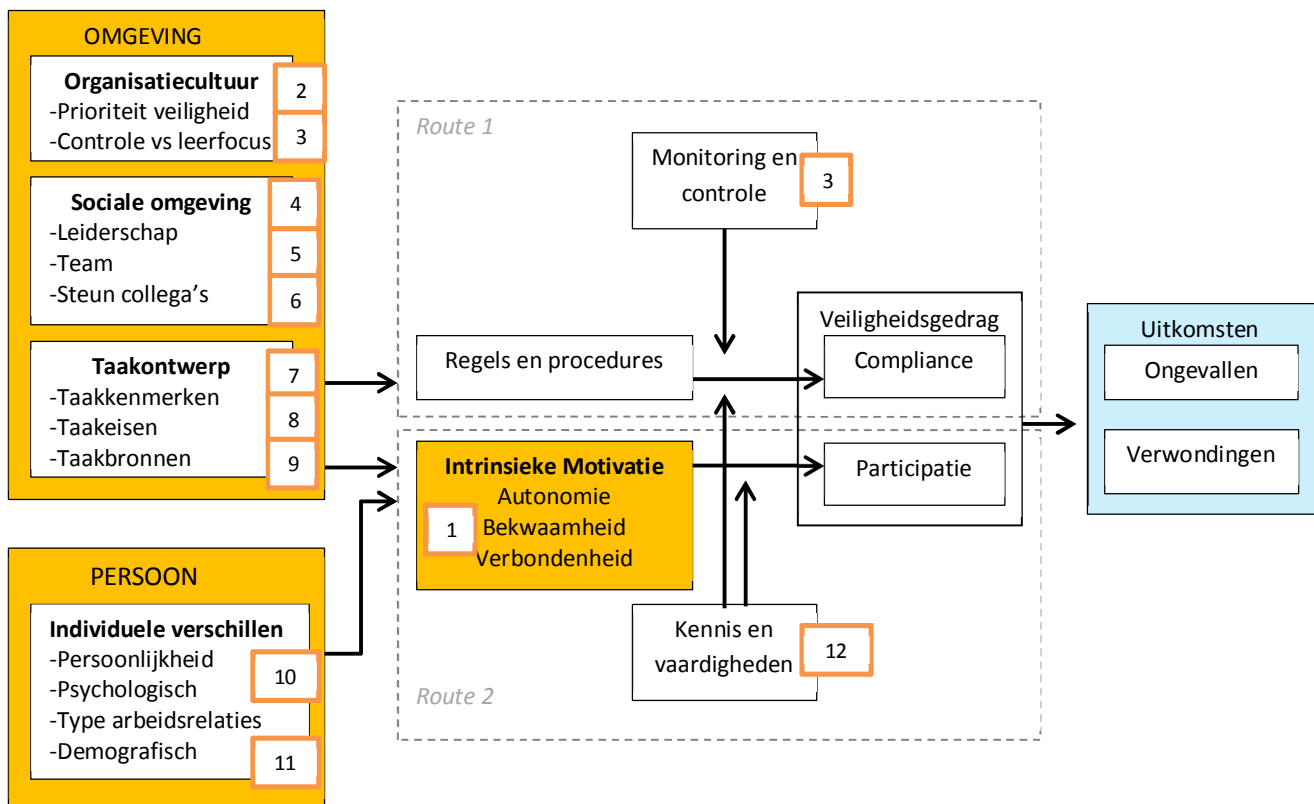 OMGEVING
Organisatiecultuur
-Prioriteit veiligheid
-Controle vs leerfocus
2
3
Sociale omgeving
-Leiderschap
-Team
-Steun collega's
4
5
6
Taakontwerp
-Taakkenmerken
-Taakeisen
-Taakbronnen
7
8
9
PERSOON
Individuele verschillen
-Persoonlijkheid
-Psychologisch
-Type arbeidsrelaties
-Demografisch
10
11
Route 1
Monitoring en
controle
3
Regels en procedures
Intrinsieke Motivatie
Autonomie
Bekwaamheid
Verbondenheid
1
Kennis en
vaardigheden
12
Route 2
Veiligheidsgedrag
Compliance
Participatie
Uitkomsten
Ongevallen
Verwondingen